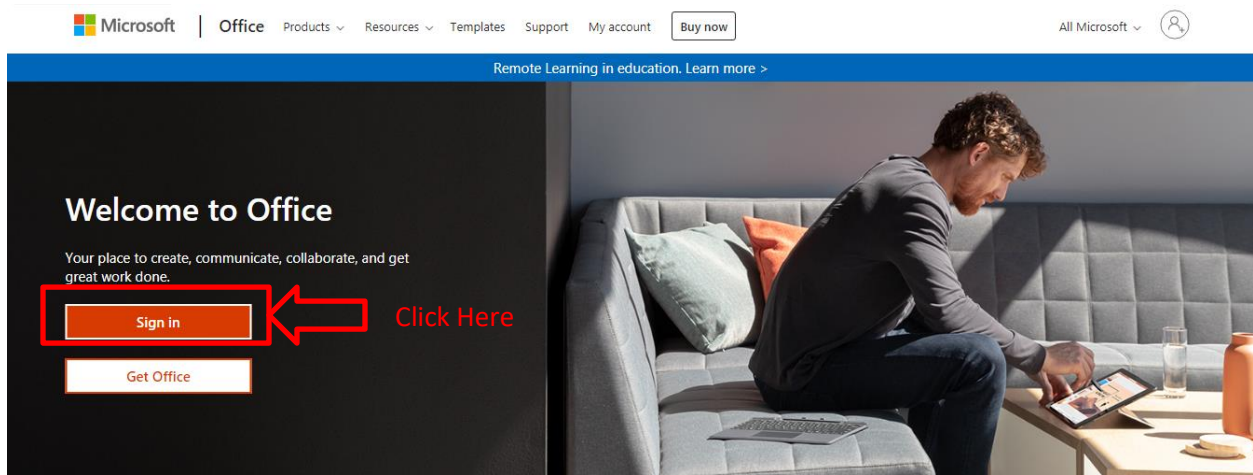 Microsoft Office Products Resources Templates Support My account Buy now All Microsoft
Remote Learning in education. Learn more >
Welcome to Office
Your place to create, communicate, collaborate, and get
great work done.
Sign in
Click Here
Get Office